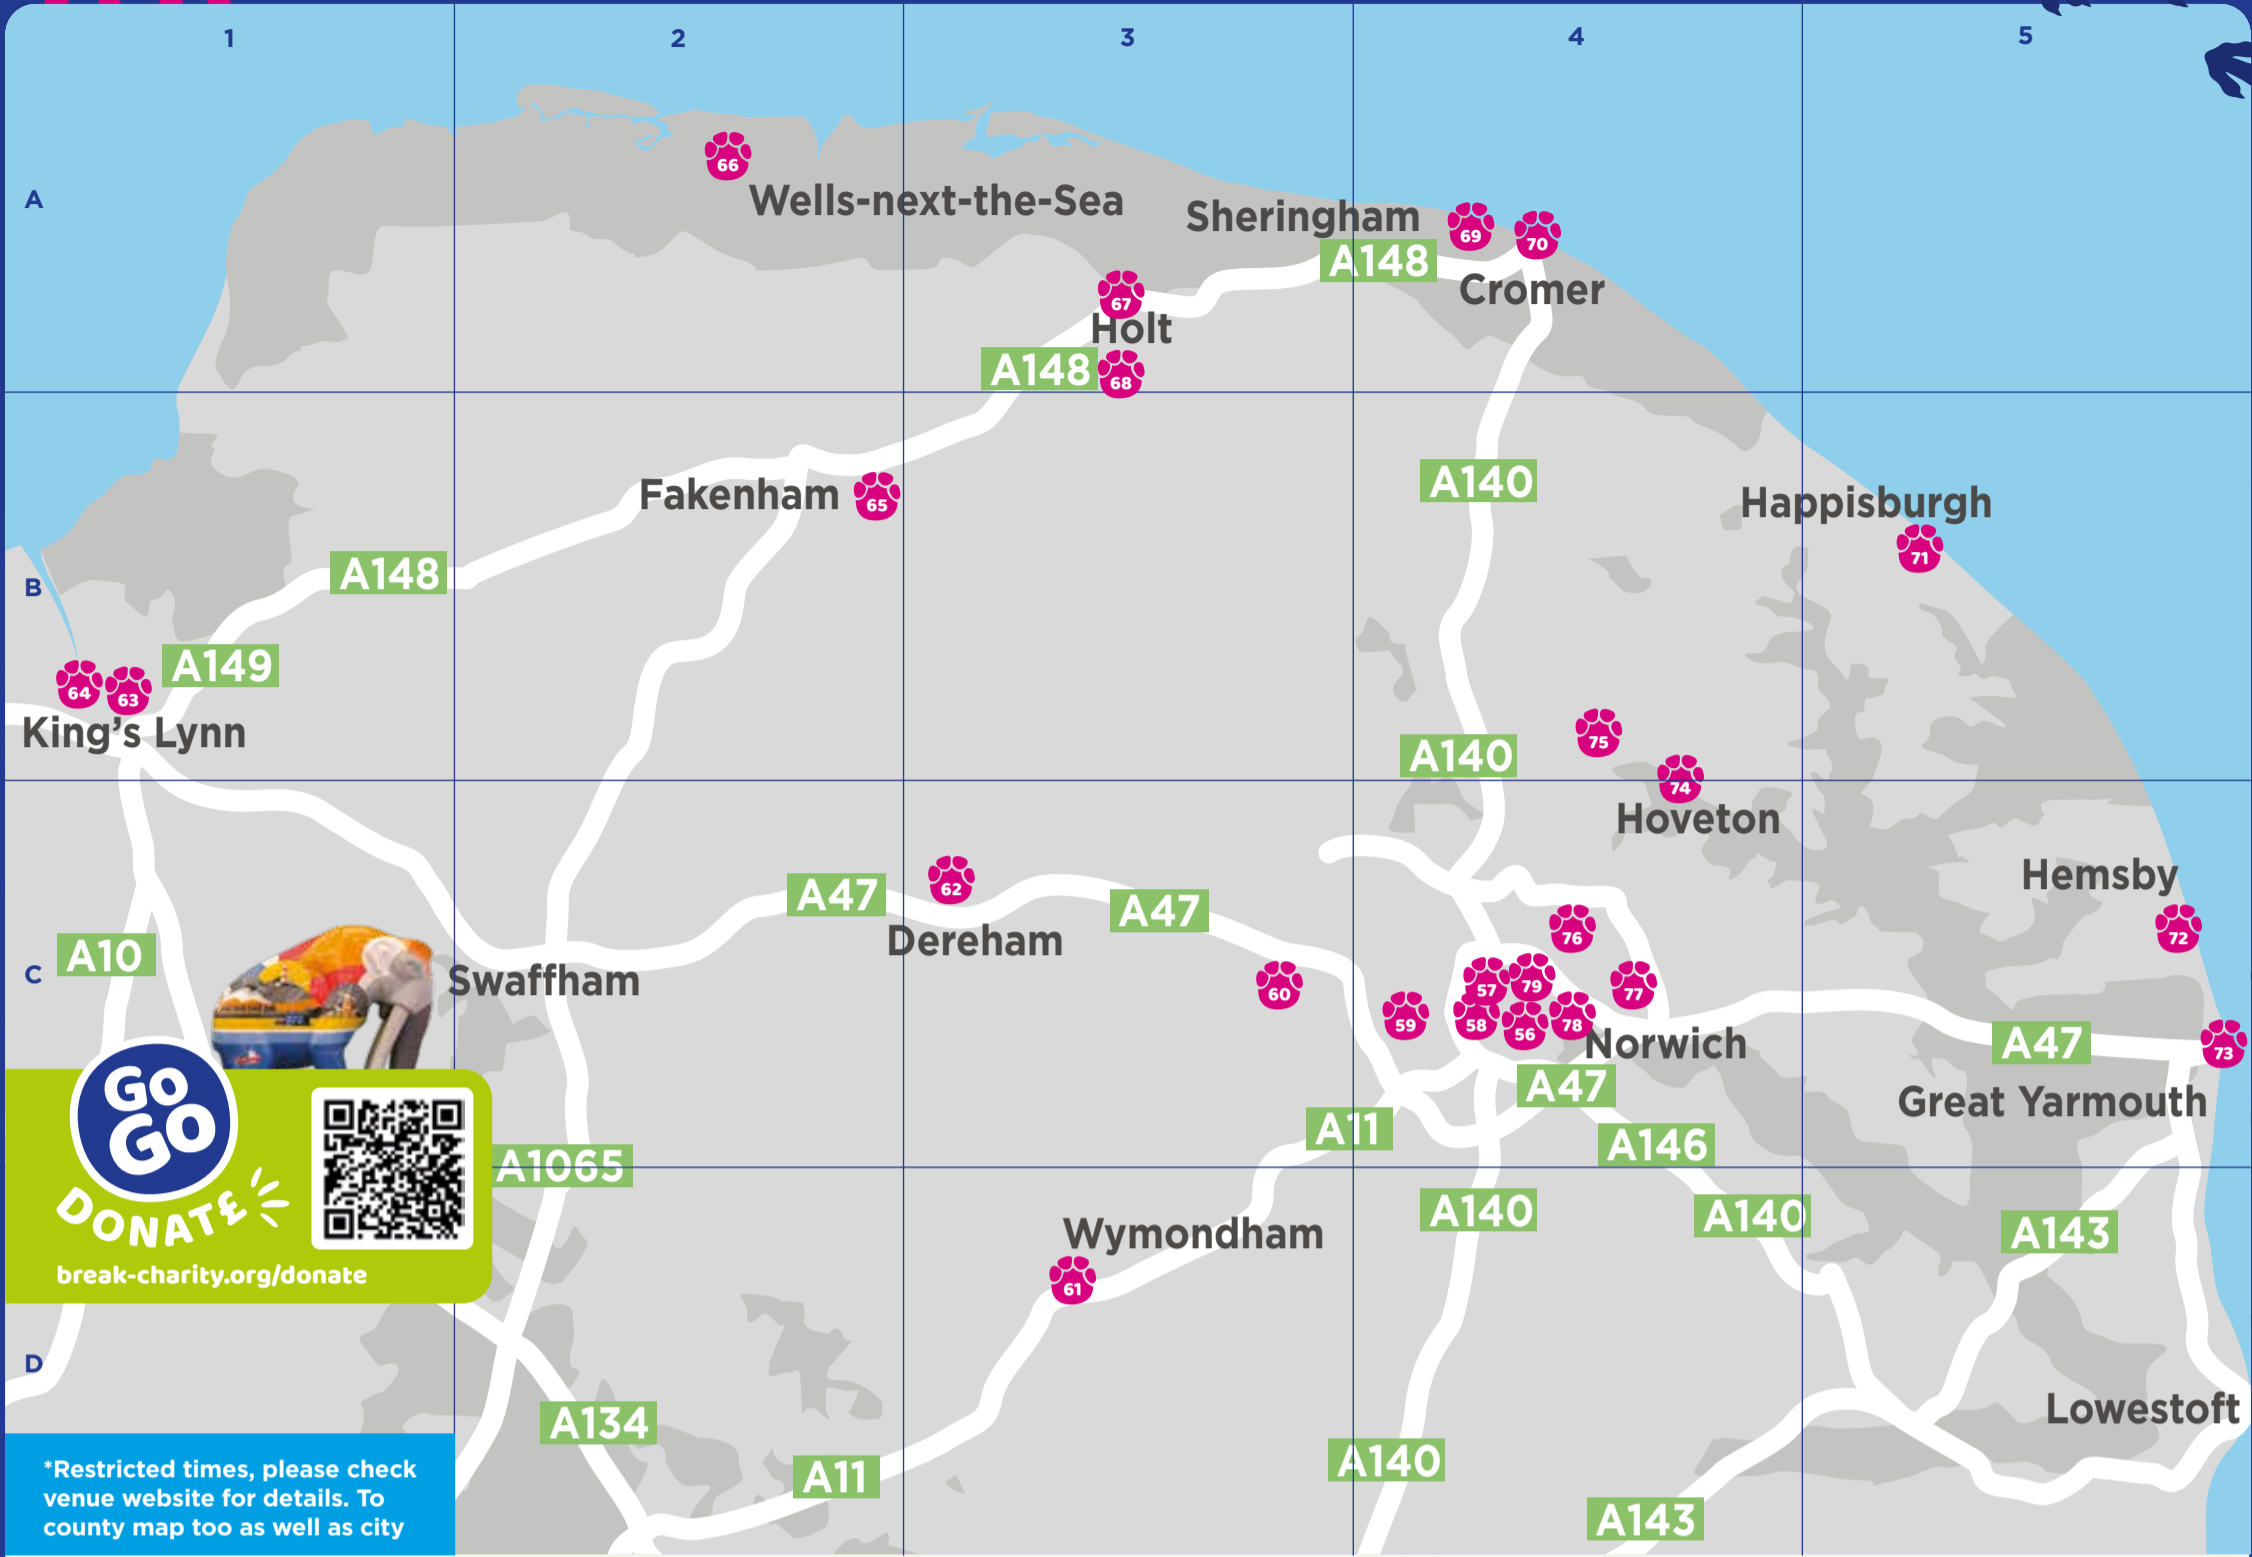 1
2
3
4
5
A
66
Wells-next-the-Sea
Sheringham
69
70
A148
Cromer
67
Holt
A148
68
Fakenham
65
A140
Happisburgh
71
B
A148
A149
64
63
King's Lynn
75
A140
74
Hoveton
62
A47
A47
Dereham
Hemsby
72
76
C
A10
Swaffham
60
59
57
79
77
58
56
78
Norwich
A47
73
A47
Great Yarmouth
A11
A146
A1065
GO
GO
DONAT£
break-charity.org/donate
Wymondham
61
A140
A140
A143
D
A134
A11
A140
Lowestoft
A143
*Restricted times, please check
venue website for details. To
county map too as well as city